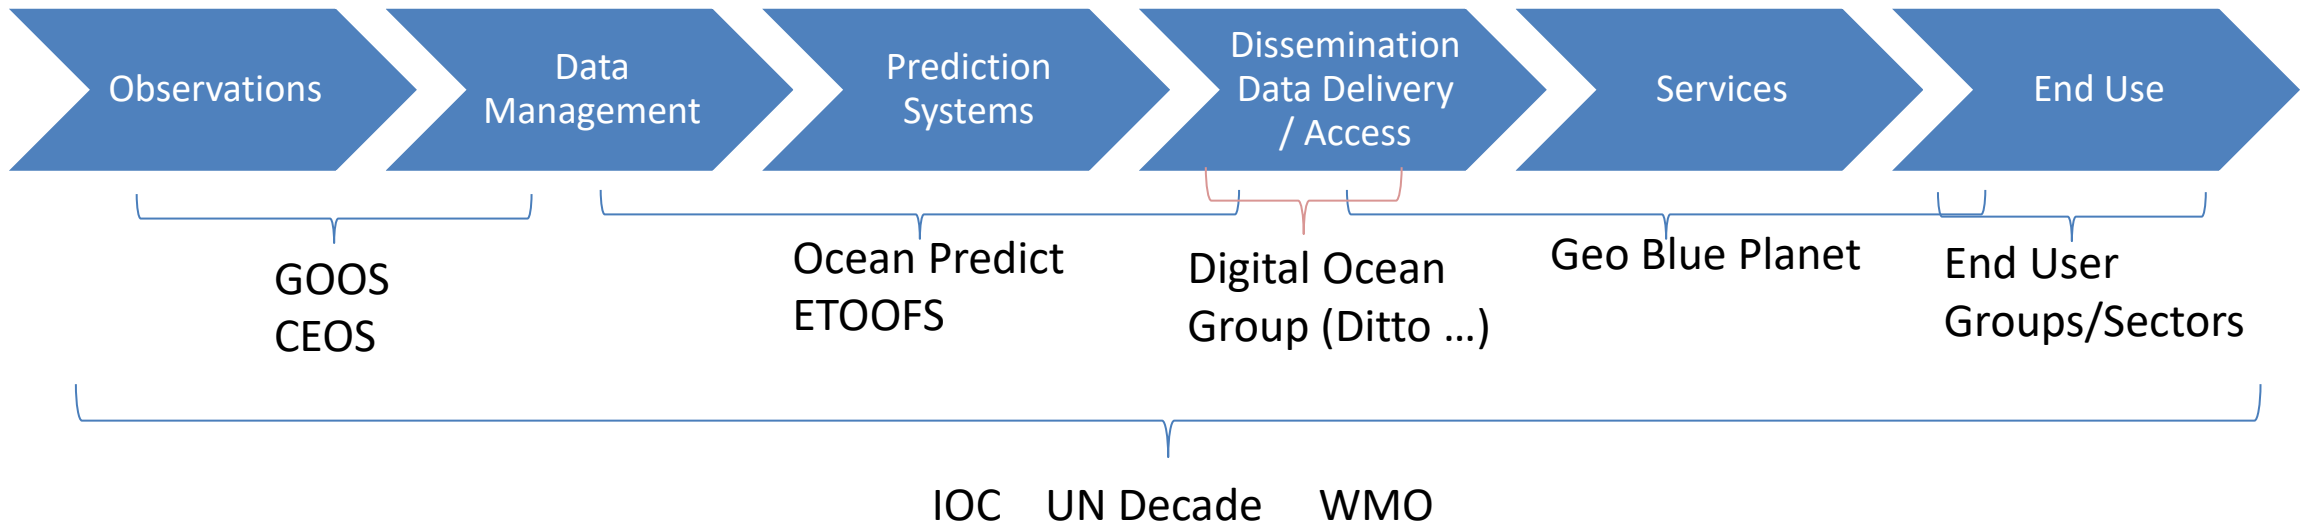 Observations
Data
Management
Prediction
Systems
Dissemination
Data Delivery
/ Access
Services
End Use
GOOS
CEOS
Ocean Predict
ETOOFS
Digital Ocean
Group (Ditto ...)
Geo Blue Planet
End User
Groups/Sectors
IOC UN Decade WMO